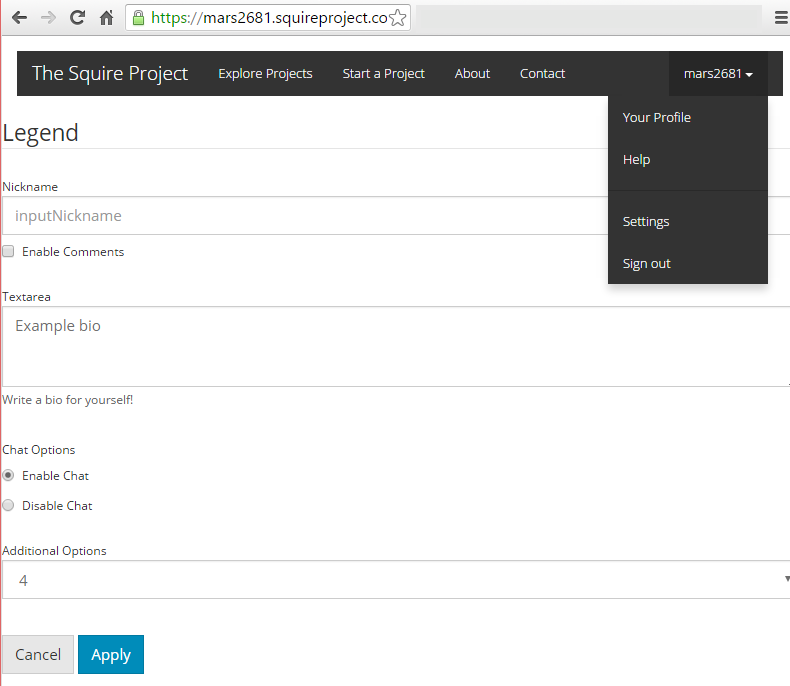 https://mars2681.squireproject.co
The Squire Project Explore Projects Start a Project About Contact mars2681
Your Profile
Help
Settings
Sign out
Legend
Nickname
inputNickname
Enable Comments
Textarea
Example bio
Write a bio for yourself!
Chat Options
Enable Chat
Disable Chat
Additional Options
4
Cancel Apply